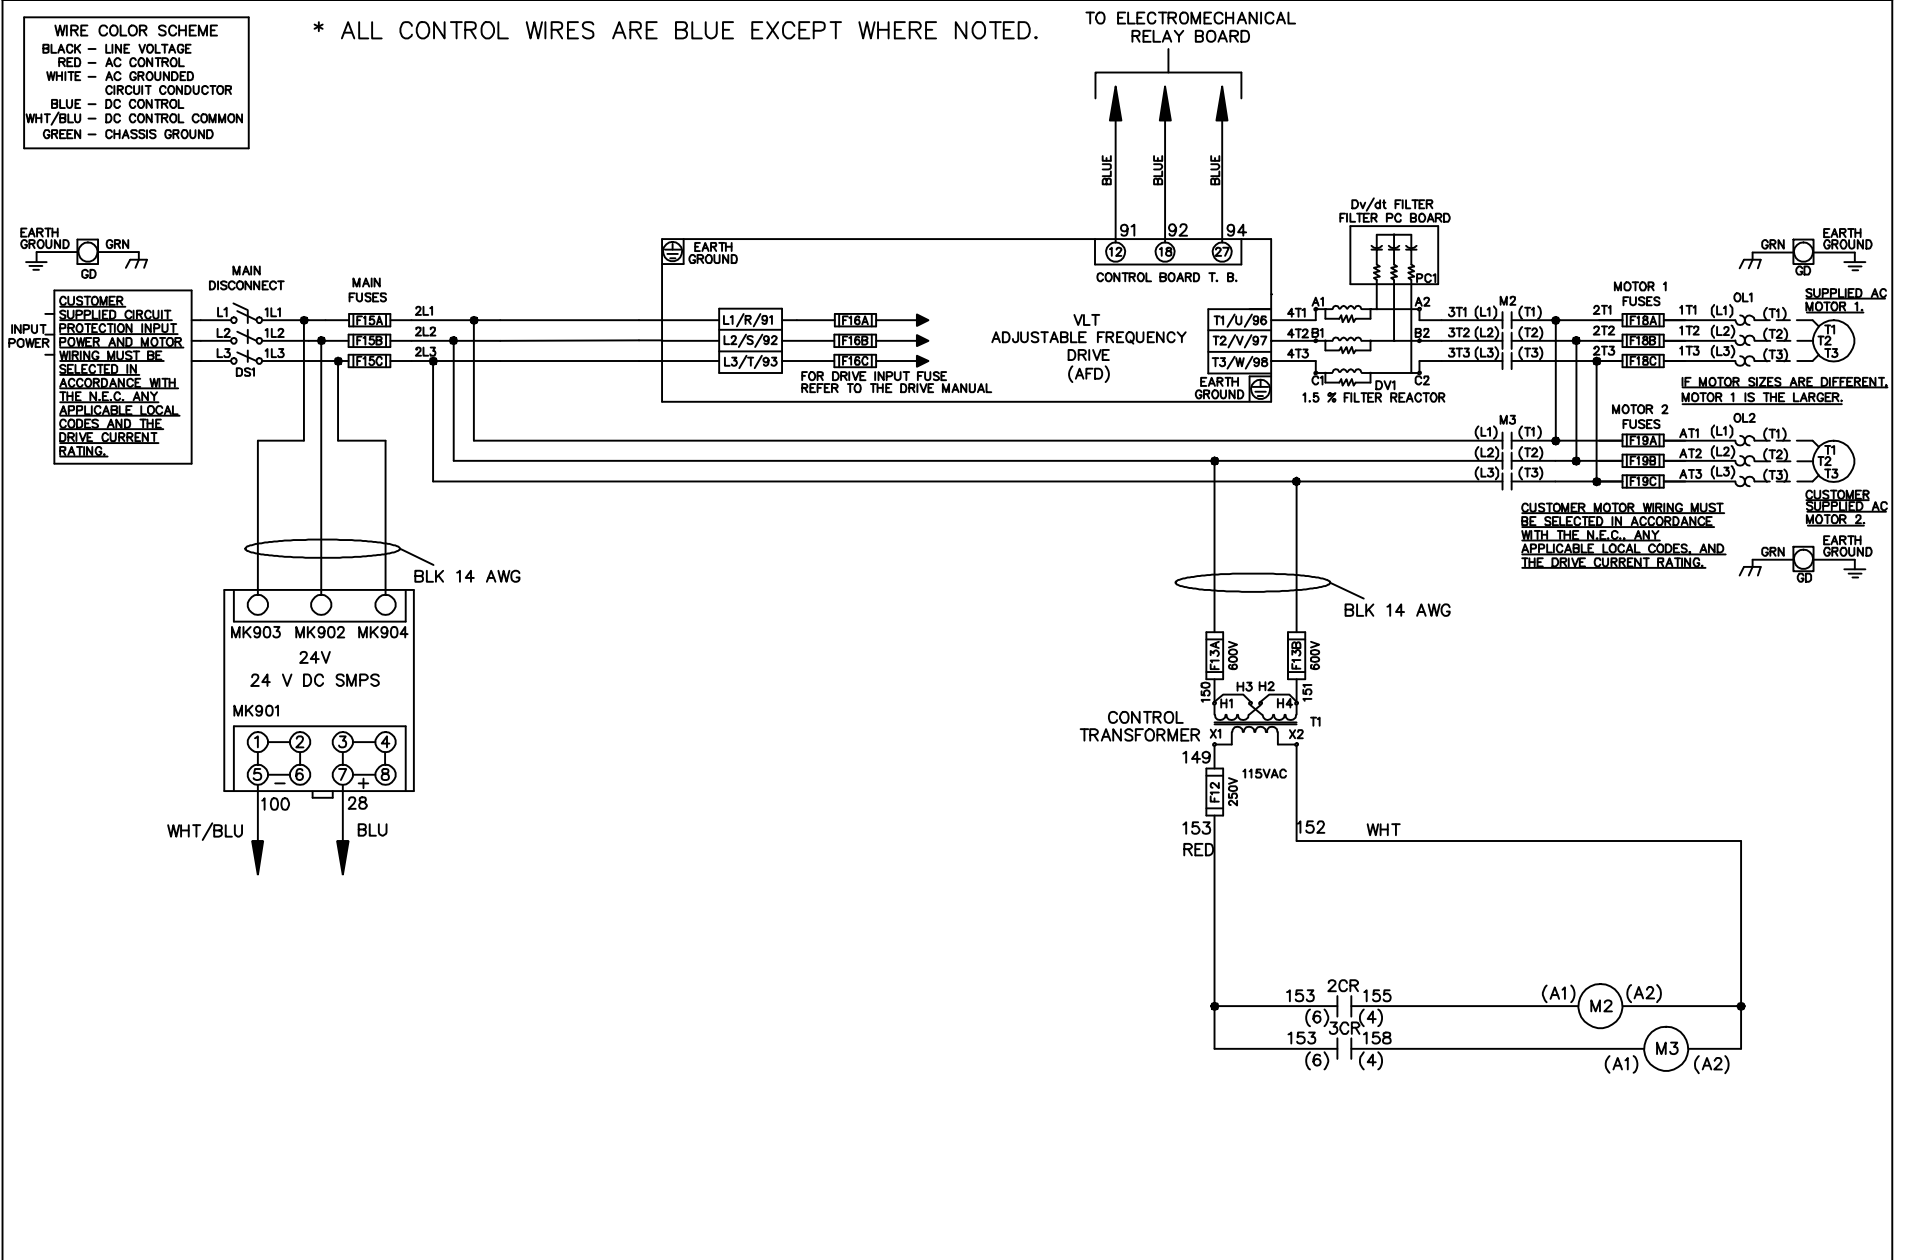 WIRE COLOR SCHEME
BLACK – LINE VOLTAGE
RED – AC CONTROL
WHITE – AC GROUNDED
CIRCUIT CONDUCTOR
BLUE – DC CONTROL
WHT/BLU – DC CONTROL COMMON
GREEN – CHASSIS GROUND
* ALL CONTROL WIRES ARE BLUE EXCEPT WHERE NOTED.
TO ELECTROMECHANICAL
RELAY BOARD
BLUE
BLUE
BLUE
91 92 94
12 18 27
CONTROL BOARD T. B.
EARTH
GROUND
GRN
GD
INPUT
POWER
CUSTOMER
SUPPLIED CIRCUIT
PROTECTION INPUT
POWER AND MOTOR
WIRING MUST BE
SELECTED IN
ACCORDANCE WITH
THE N.E.C. ANY
APPLICABLE LOCAL
CODES AND THE
DRIVE CURRENT
RATING.
MAIN
DISCONNECT
L1 1L1
L2 1L2
L3 1L3
DS1
MAIN
FUSES
F15A 2L1
F15B 2L2
F15C 2L3
EARTH
GROUND
L1/R/91 F16A
L2/S/92 F16B
L3/T/93 F16C
FOR DRIVE INPUT FUSE
REFER TO THE DRIVE MANUAL
VLT
ADJUSTABLE FREQUENCY
DRIVE
(AFD)
T1/U/96
T2/V/97
T3/W/98
EARTH
GROUND
Dv/dt FILTER
FILTER PC BOARD
PC1
4T1 A1 A2
4T2 B1 B2
4T3 C1 C2
DV1
1.5 % FILTER REACTOR
M2
3T1 (L1) (T1)
3T2 (L2) (T2)
3T3 (L3) (T3)
MOTOR 1
FUSES
2T1 F18A 1T1 (L1) OL1 (T1)
2T2 F18B 1T2 (L2) (T2)
2T3 F18C 1T3 (L3) (T3)
GRN
GD
EARTH
GROUND
SUPPLIED AC
MOTOR 1.
T1
T2
T3
IF MOTOR SIZES ARE DIFFERENT,
MOTOR 1 IS THE LARGER.
M3
(L1) (T1)
(L2) (T2)
(L3) (T3)
MOTOR 2
FUSES
OL2
F19A AT1 (L1) (T1)
F19B AT2 (L2) (T2)
F19C AT3 (L3) (T3)
T1
T2
T3
CUSTOMER
SUPPLIED AC
MOTOR 2.
CUSTOMER MOTOR WIRING MUST
BE SELECTED IN ACCORDANCE
WITH THE N.E.C., ANY
APPLICABLE LOCAL CODES, AND
THE DRIVE CURRENT RATING.
GRN
GD
EARTH
GROUND
BLK 14 AWG
MK903 MK902 MK904
24V
24 V DC SMPS
MK901
1 2 3 4
5 – 6 7 + 8
100 28
WHT/BLU BLU
BLK 14 AWG
F13A 600V F13B 600V
150 151
H1 H3 H2 H4
T1
CONTROL
TRANSFORMER
X1 X2
149
115VAC
F12 250V
153
RED
152 WHT
153 2CR 155 (A1) M2 (A2)
(6) (4)
153 3CR 158
(6) (4) (A1) M3 (A2)